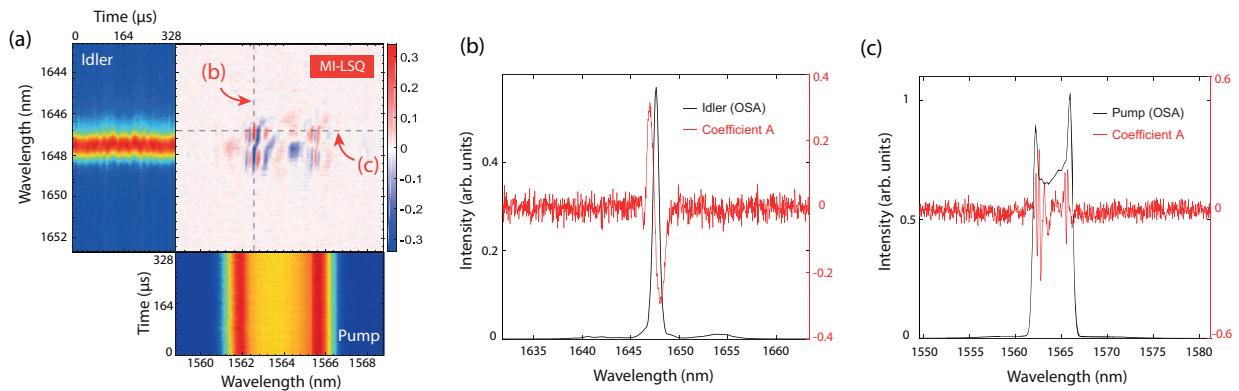 (a)
Time (µs)
0 164 328
Idler
Wavelength (nm)
1644
1646
1648
1650
1652
MI-LSQ
(b)
(c)
0.3
0.2
0.1
0
-0.1
-0.2
-0.3
Time (µs)
328
164
0
Pump
1560 1562 1564 1566 1568
Wavelength (nm)
(b)
Intensity (arb. units)
0.4
0.2
0
Idler (OSA)
Coefficient A
0.4
0.2
0
-0.2
-0.4
1635 1640 1645 1650 1655 1660
Wavelength (nm)
(c)
Intensity (arb. units)
1
0.5
0
Pump (OSA)
Coefficient A
0.6
0
-0.6
1550 1555 1560 1565 1570 1575 1580
Wavelength (nm)